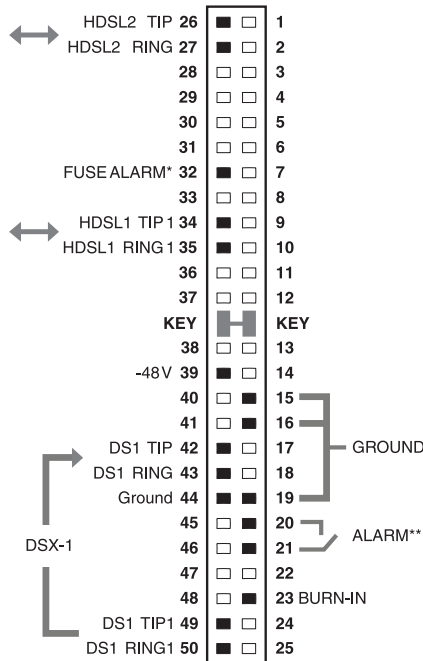 HDSL2 TIP 26 1
HDSL2 RING 27 2
28 3
29 4
30 5
31 6
FUSE ALARM* 32 7
33 8
HDSL1 TIP 1 34 9
HDSL1 RING 1 35 10
36 11
37 12
KEY KEY
38 13
-48V 39 14
40 15
41 16
DS1 TIP 42 17 GROUND
DS1 RING 43 18
Ground 44 19
45 20
DSX-1 46 21 ALARM**
47 22
48 23 BURN-IN
DS1 TIP1 49 24
DS1 RING1 50 25